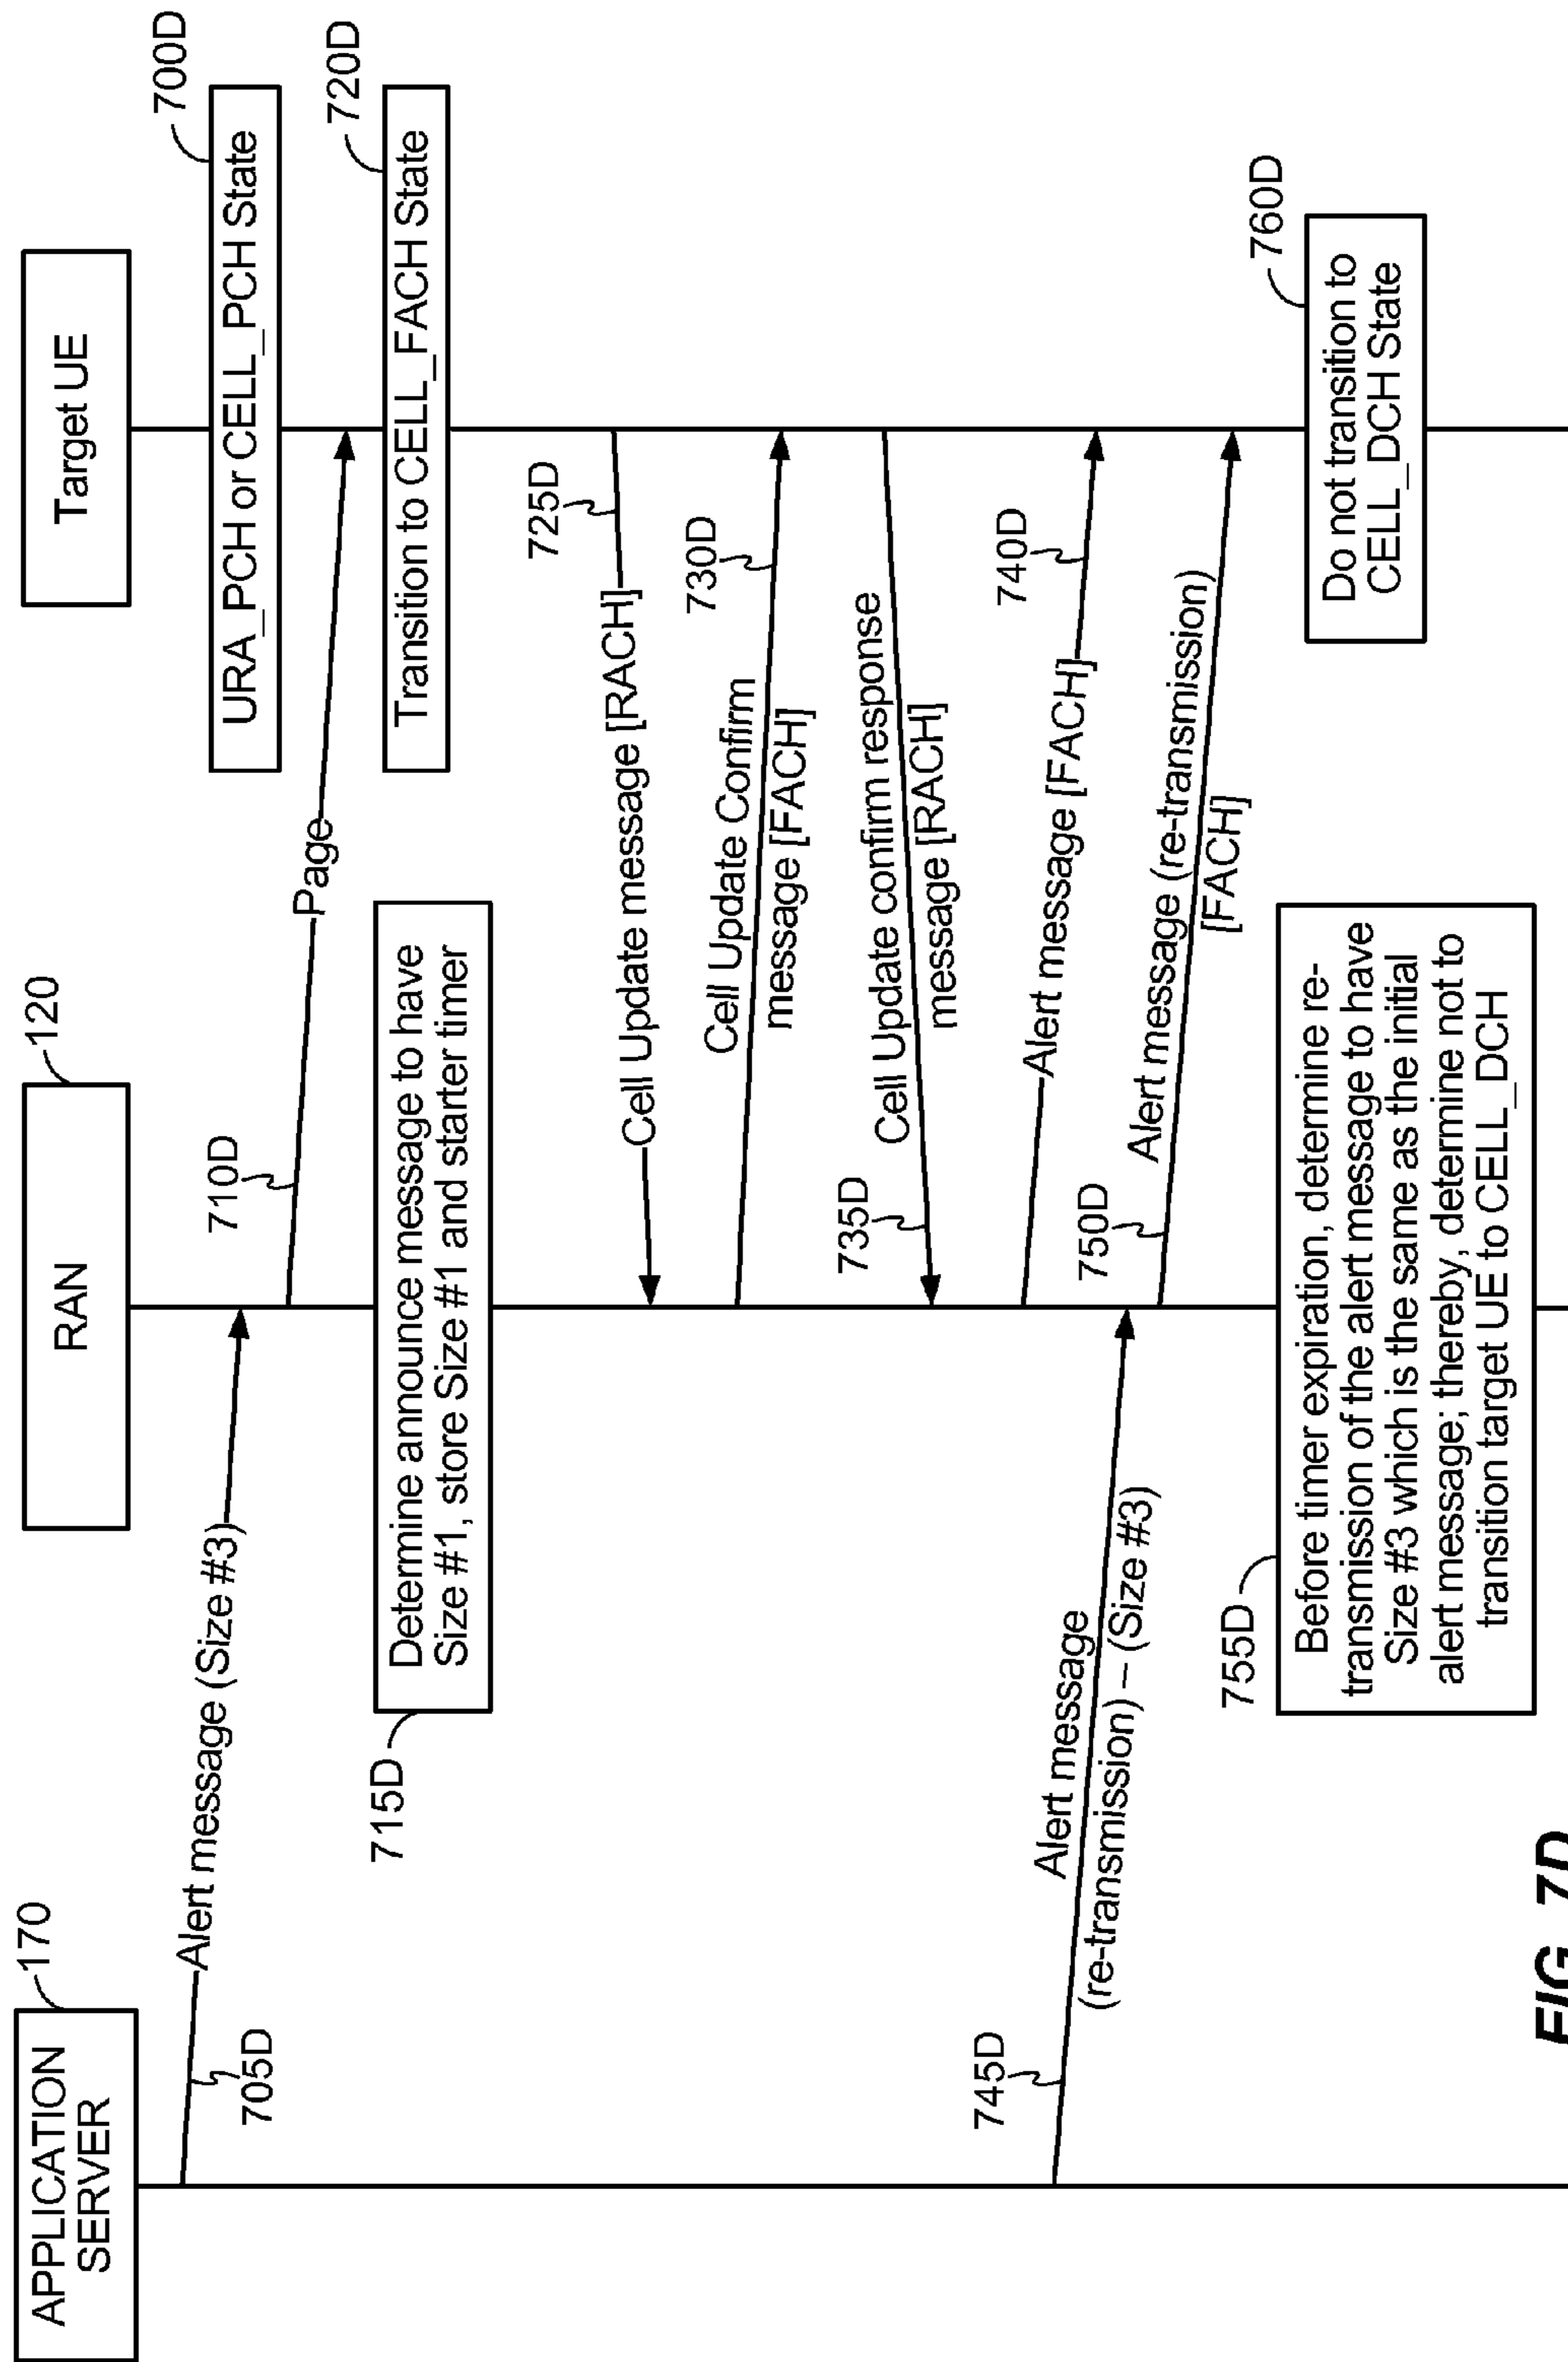 APPLICATION
SERVER
170
RAN
120
Target UE
700D
URA_PCH or CELL_PCH State
Alert message (Size #3)
705D
710D
Page
715D
Determine announce message to have
Size #1, store Size #1 and starter timer
720D
Transition to CELL_FACH State
725D
Cell Update message [RACH]
730D
Cell Update Confirm
message [FACH]
735D
Cell Update confirm response
message [RACH]
740D
Alert message [FACH]
745D
Alert message
(re-transmission) – (Size #3)
750D
Alert message (re-transmission)
[FACH]
755D
Before timer expiration, determine re-
transmission of the alert message to have
Size #3 which is the same as the initial
alert message; thereby, determine not to
transition target UE to CELL_DCH
760D
Do not transition to
CELL_DCH State
FIG. 7D